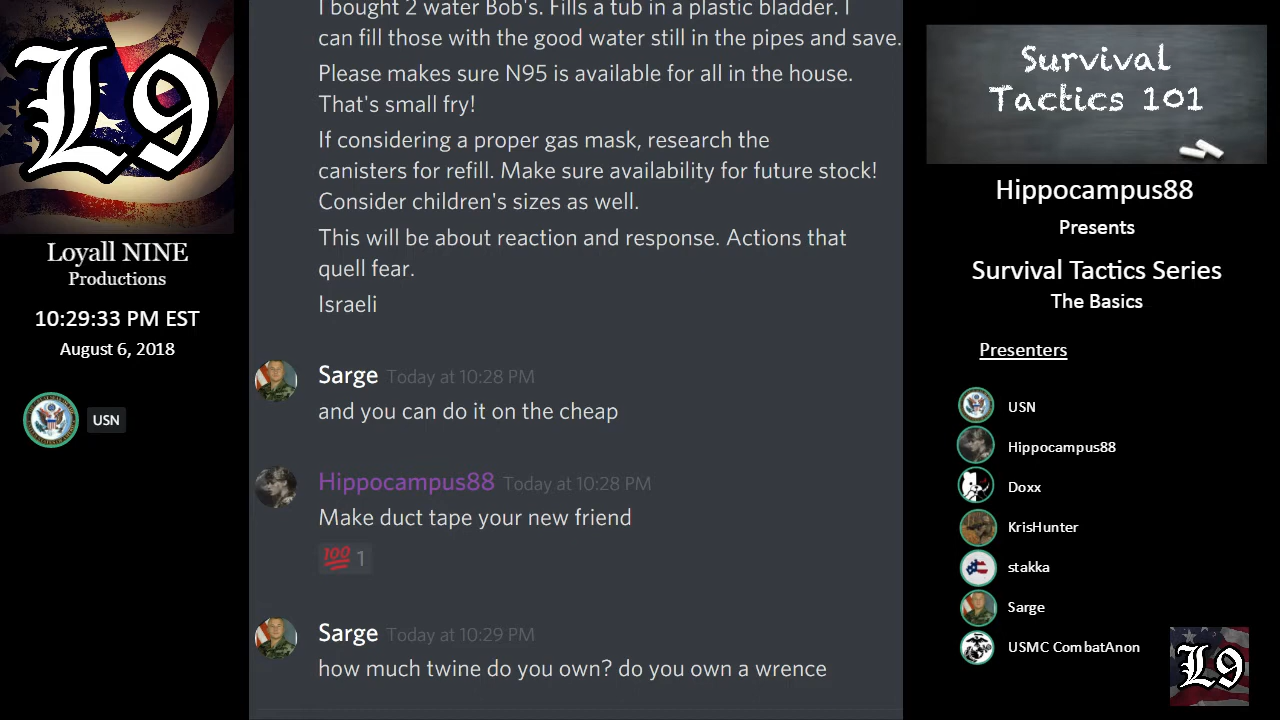 L9
Loyall NINE
Productions
10:29:33 PM EST
August 6, 2018
USN
I bought 2 water Bob's. Fills a tub in a plastic bladder. I
can fill those with the good water still in the pipes and save.
Please makes sure N95 is available for all in the house.
That's small fry!
If considering a proper gas mask, research the
canisters for refill. Make sure availability for future stock!
Consider children's sizes as well.
This will be about reaction and response. Actions that
quell fear.
Israeli
Sarge Today at 10:28 PM
and you can do it on the cheap
Hippocampus88 Today at 10:28 PM
Make duct tape your new friend
100 1
Sarge Today at 10:29 PM
how much twine do you own? do you own a wrence
Survival
Tactics 101
Hippocampus88
Presents
Survival Tactics Series
The Basics
Presenters
USN
Hippocampus88
Doxx
KrisHunter
stakka
Sarge
USMC CombatAnon
L9